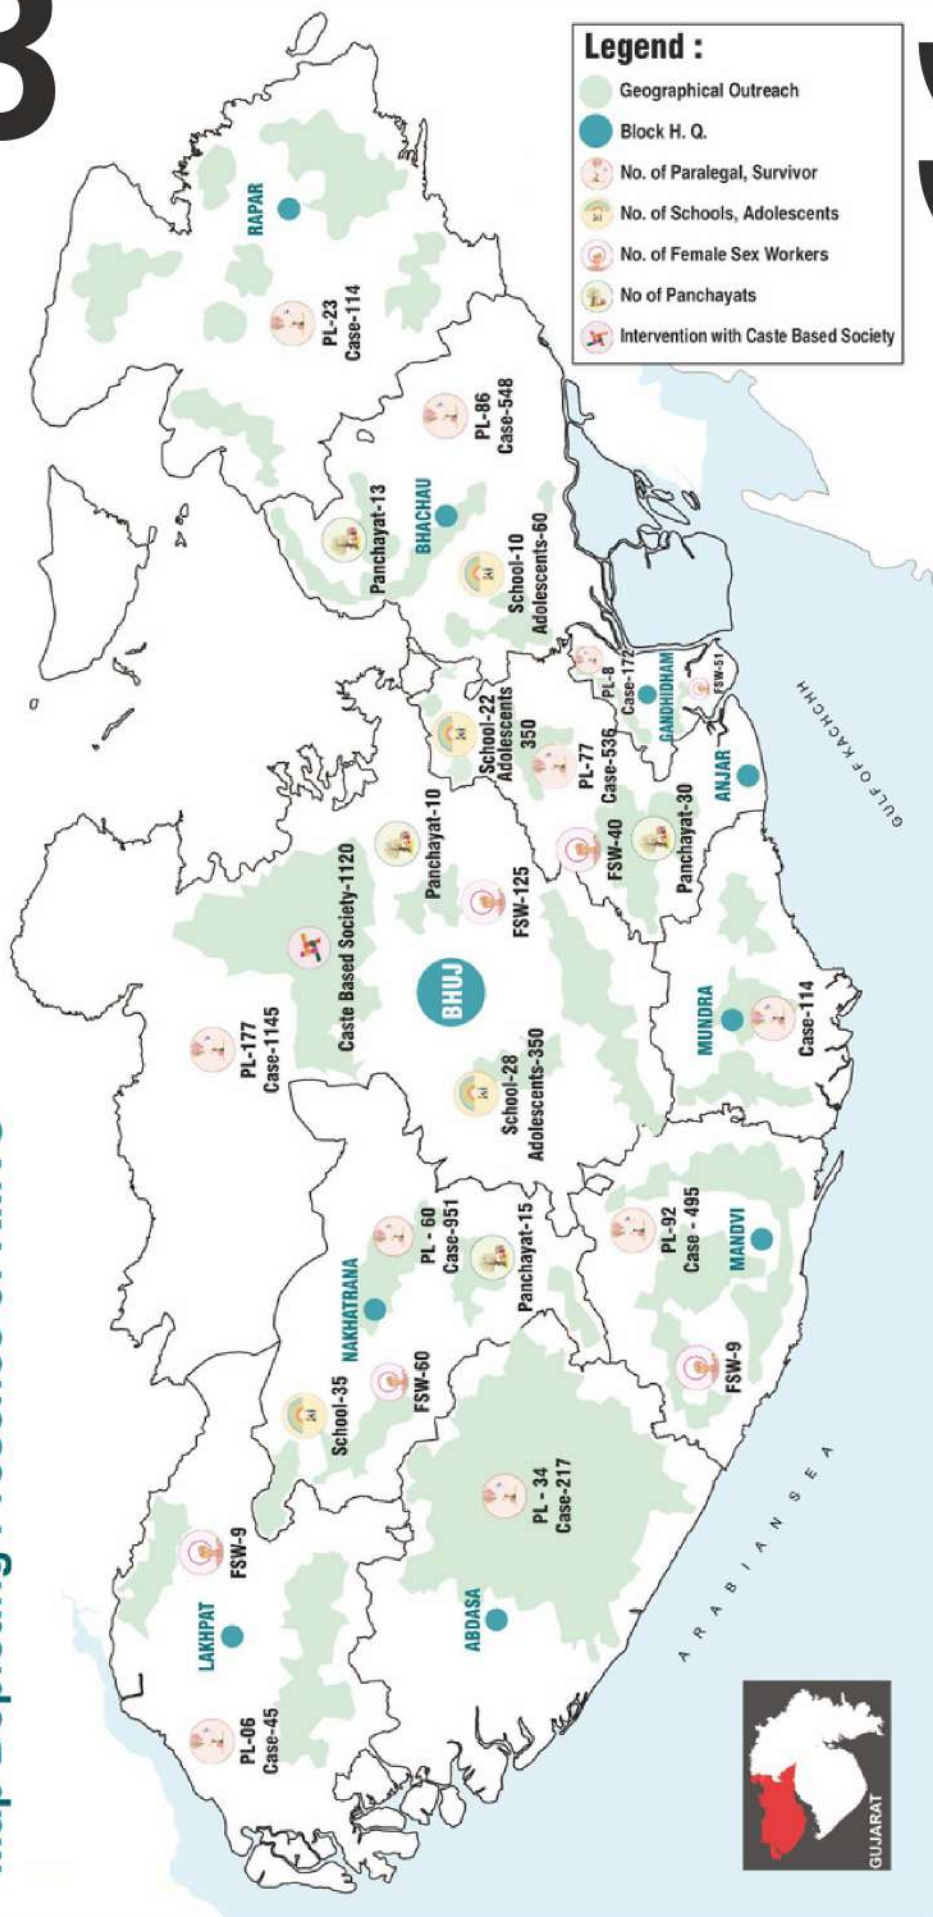 Map Depicting Presence of
3
Legend :
Geographical Outreach
Block H. Q.
No. of Paralegal, Survivor
No. of Schools, Adolescents
No. of Female Sex Workers
No of Panchayats
Intervention with Caste Based Society
LAKHPAT
FSW-9
PL-06
Case-45
ABDASA
PL - 34
Case-217
NAKHATRANA
School-35
FSW-60
PL - 60
Case-951
Panchayat-15
MANDVI
PL-92
Case - 495
FSW-9
BHUJ
PL-177
Case-1145
Caste Based Society-1120
Panchayat-10
FSW-125
School-28
Adolescents-350
MUNDRA
Case-114
ANJAR
School-22
Adolescents
350
PL-77
Case-536
FSW-40
Panchayat-30
GANDHIDHAM
PL-8
Case-172
FSW-51
BHACHAU
Panchayat-13
PL-86
Case-548
School-10
Adolescents-60
RAPAR
PL-23
Case-114
ARABIAN SEA
GULF OF KACHCHH
GUJARAT